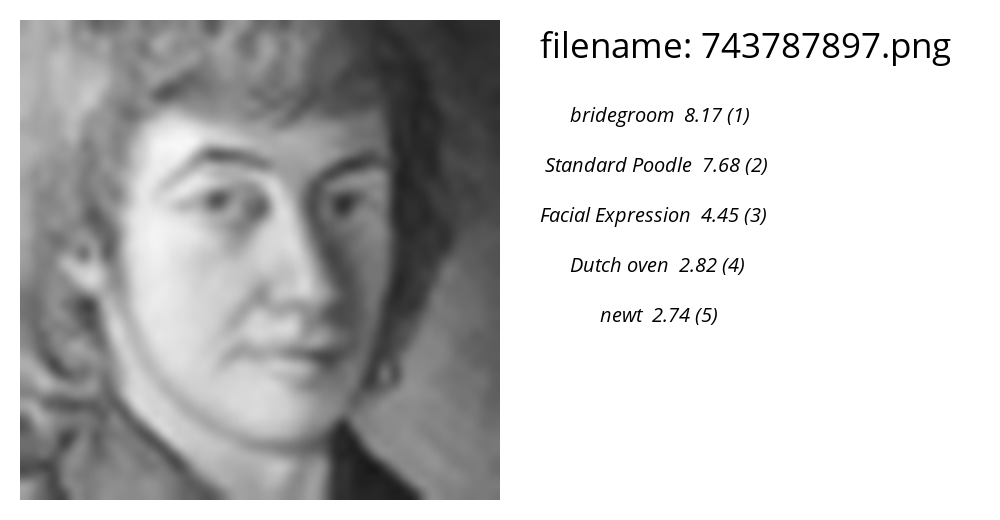 filename: 743787897.png
bridegroom 8.17 (1)
Standard Poodle 7.68 (2)
Facial Expression 4.45 (3)
Dutch oven 2.82 (4)
newt 2.74 (5)